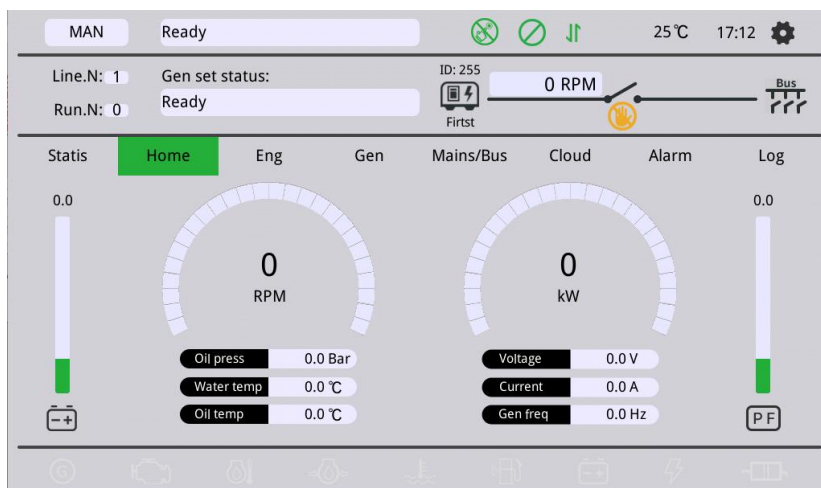 MAN Ready 25℃ 17:12
Line.N: 1 Gen set status: ID: 255 0 RPM Bus
Run.N: 0 Ready Firtst
Statis Home Eng Gen Mains/Bus Cloud Alarm Log
0.0 0.0
0 0
RPM kW
Oil press 0.0 Bar Voltage 0.0 V
Water temp 0.0 ℃ Current 0.0 A
Oil temp 0.0 ℃ Gen freq 0.0 Hz
PF
G